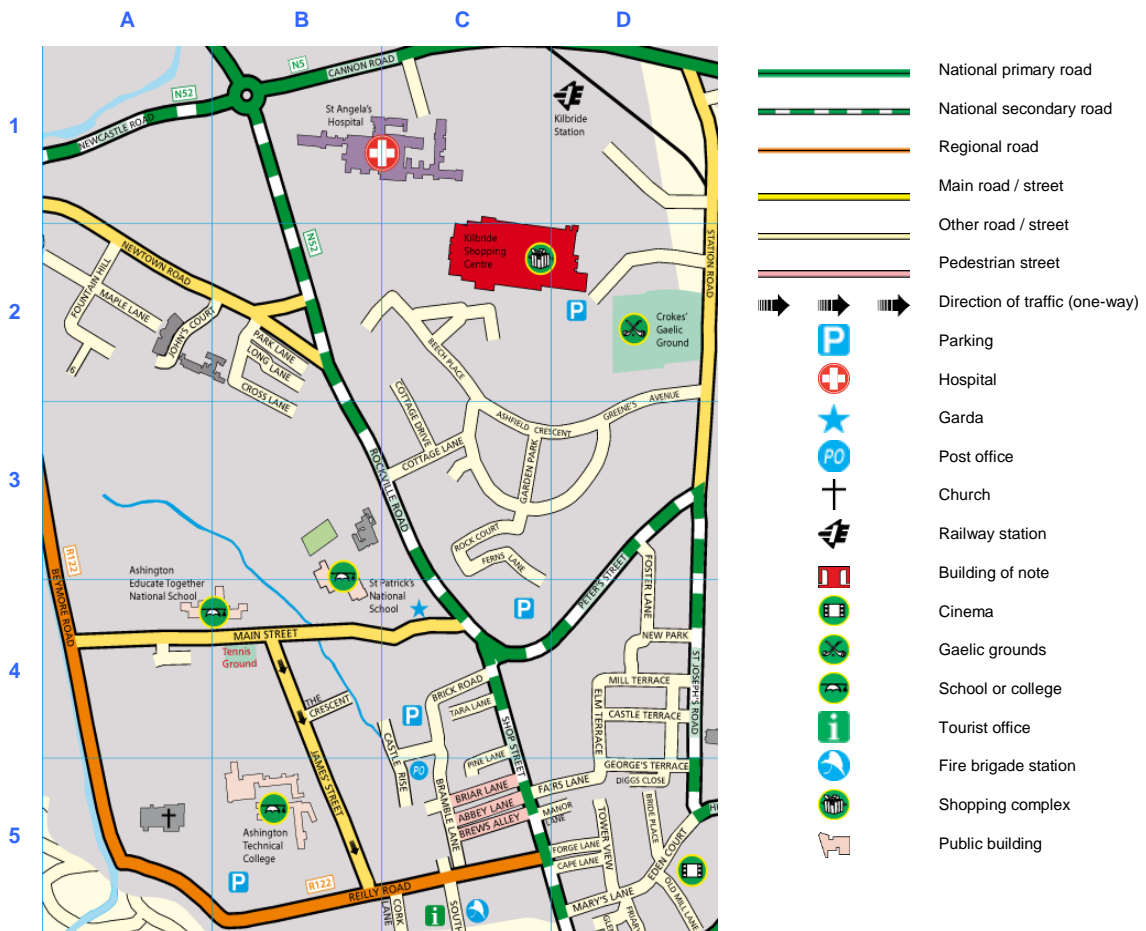 A
B
C
D
1
2
3
4
5
N5
CANNON ROAD
N52
NEWCASTLE ROAD
St Angela's
Hospital
Kilbride
Station
Kilbride
Shopping
Centre
P
N52
NEWTOWN ROAD
FOUNTAIN HILL
MAPLE LANE
JOHN'S COURT
PARK LANE
LONG LANE
CROSS LANE
STATION ROAD
Crokes'
Gaelic
Ground
BEECH PLACE
COTTAGE DRIVE
COTTAGE LANE
ASHFIELD CRESCENT
GREENE'S AVENUE
GARDEN PARK
ROCKVILLE ROAD
ROCK COURT
FERNS LANE
R122
BEYMORE ROAD
Ashington
Educate Together
National School
St Patrick's
National
School
P
PETER'S STREET
FOSTER LANE
MAIN STREET
Tennis
Ground
NEW PARK
ST JOSEPH'S ROAD
THE
CRESCENT
JAMES' STREET
BRICK ROAD
TARA LANE
P
CASTLE RISE
PO
PINE LANE
SHOP STREET
BRAMBLE LANE
MILL TERRACE
CASTLE TERRACE
ELM TERRACE
GEORGE'S TERRACE
DIGGS CLOSE
FAIRS LANE
BRIAR LANE
ABBEY LANE
BREWS ALLEY
MANOR
LANE
TOWER VIEW
BRIDE PLACE
FORGE LANE
CAPE LANE
EDEN COURT
OLD MILL LANE
MARY'S LANE
Ashington
Technical
College
P
R122
REILLY ROAD
CORK
LANE
SOUTH
i
National primary road
National secondary road
Regional road
Main road / street
Other road / street
Pedestrian street
Direction of traffic (one-way)
P Parking
Hospital
Garda
PO Post office
Church
Railway station
Building of note
Cinema
Gaelic grounds
School or college
i Tourist office
Fire brigade station
Shopping complex
Public building